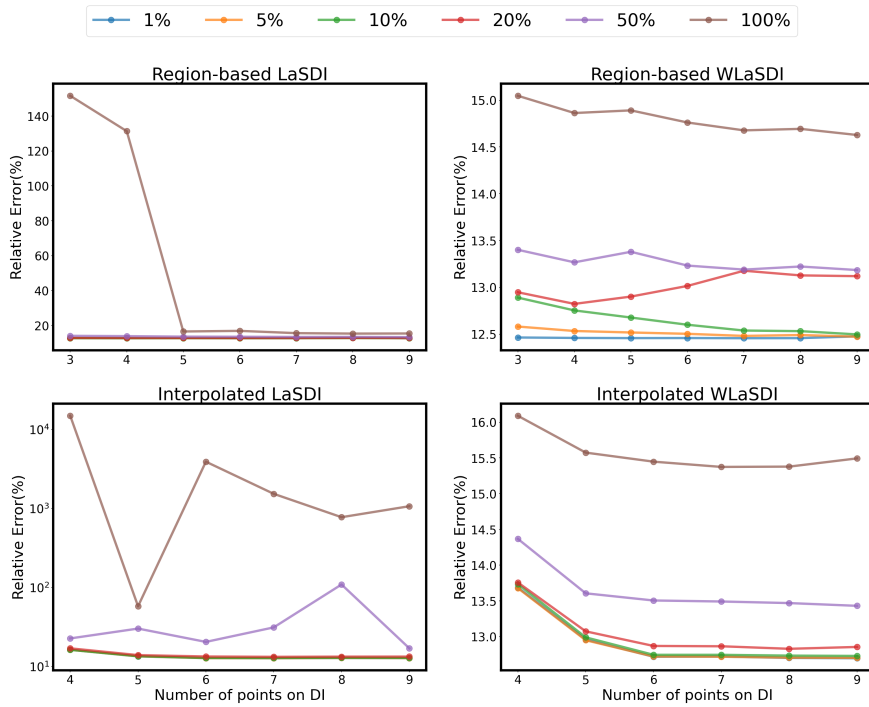 1% 5% 10% 20% 50% 100%
Region-based LaSDI
Relative Error(%)
140
120
100
80
60
40
20
3 4 5 6 7 8 9
Region-based WLaSDI
Relative Error(%)
15.0
14.5
14.0
13.5
13.0
12.5
3 4 5 6 7 8 9
Interpolated LaSDI
Relative Error(%)
10^4
10^3
10^2
10^1
4 5 6 7 8 9
Number of points on DI
Interpolated WLaSDI
Relative Error(%)
16.0
15.5
15.0
14.5
14.0
13.5
13.0
4 5 6 7 8 9
Number of points on DI